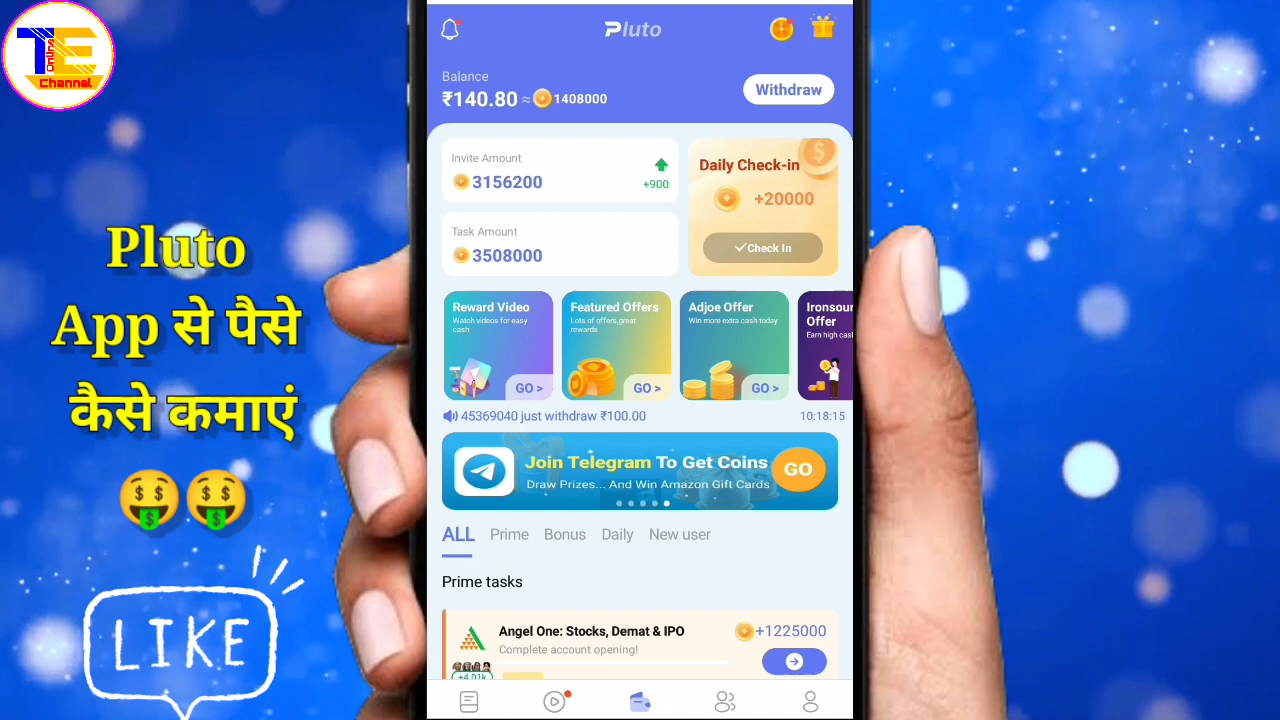 TE
Online
Channel
Pluto
App से पैसे
कैसे कमाएं
LIKE
Pluto
Balance
₹140.80 ≈ 1408000
Withdraw
Invite Amount
3156200
+900
Task Amount
3508000
Daily Check-in
+20000
Check In
Reward Video
Watch videos for easy
cash
GO >
Featured Offers
Lots of offers,great
rewards
GO >
Adjoe Offer
Win more extra cash today
GO >
Ironsour
Offer
Earn high cash
45369040 just withdraw ₹100.00
10:18:15
Join Telegram To Get Coins
Draw Prizes... And Win Amazon Gift Cards
GO
ALL Prime Bonus Daily New user
Prime tasks
Angel One: Stocks, Demat & IPO
Complete account opening!
+1225000
+4.01k